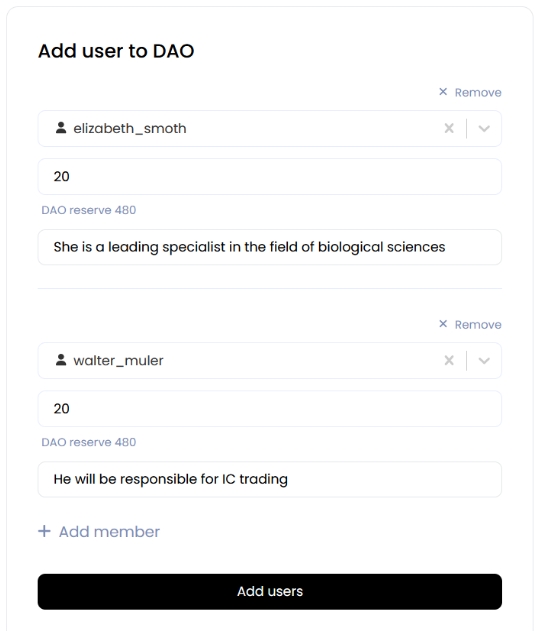 Add user to DAO
× Remove
elizabeth_smoth
20
DAO reserve 480
She is a leading specialist in the field of biological sciences
× Remove
walter_muler
20
DAO reserve 480
He will be responsible for IC trading
+ Add member
Add users